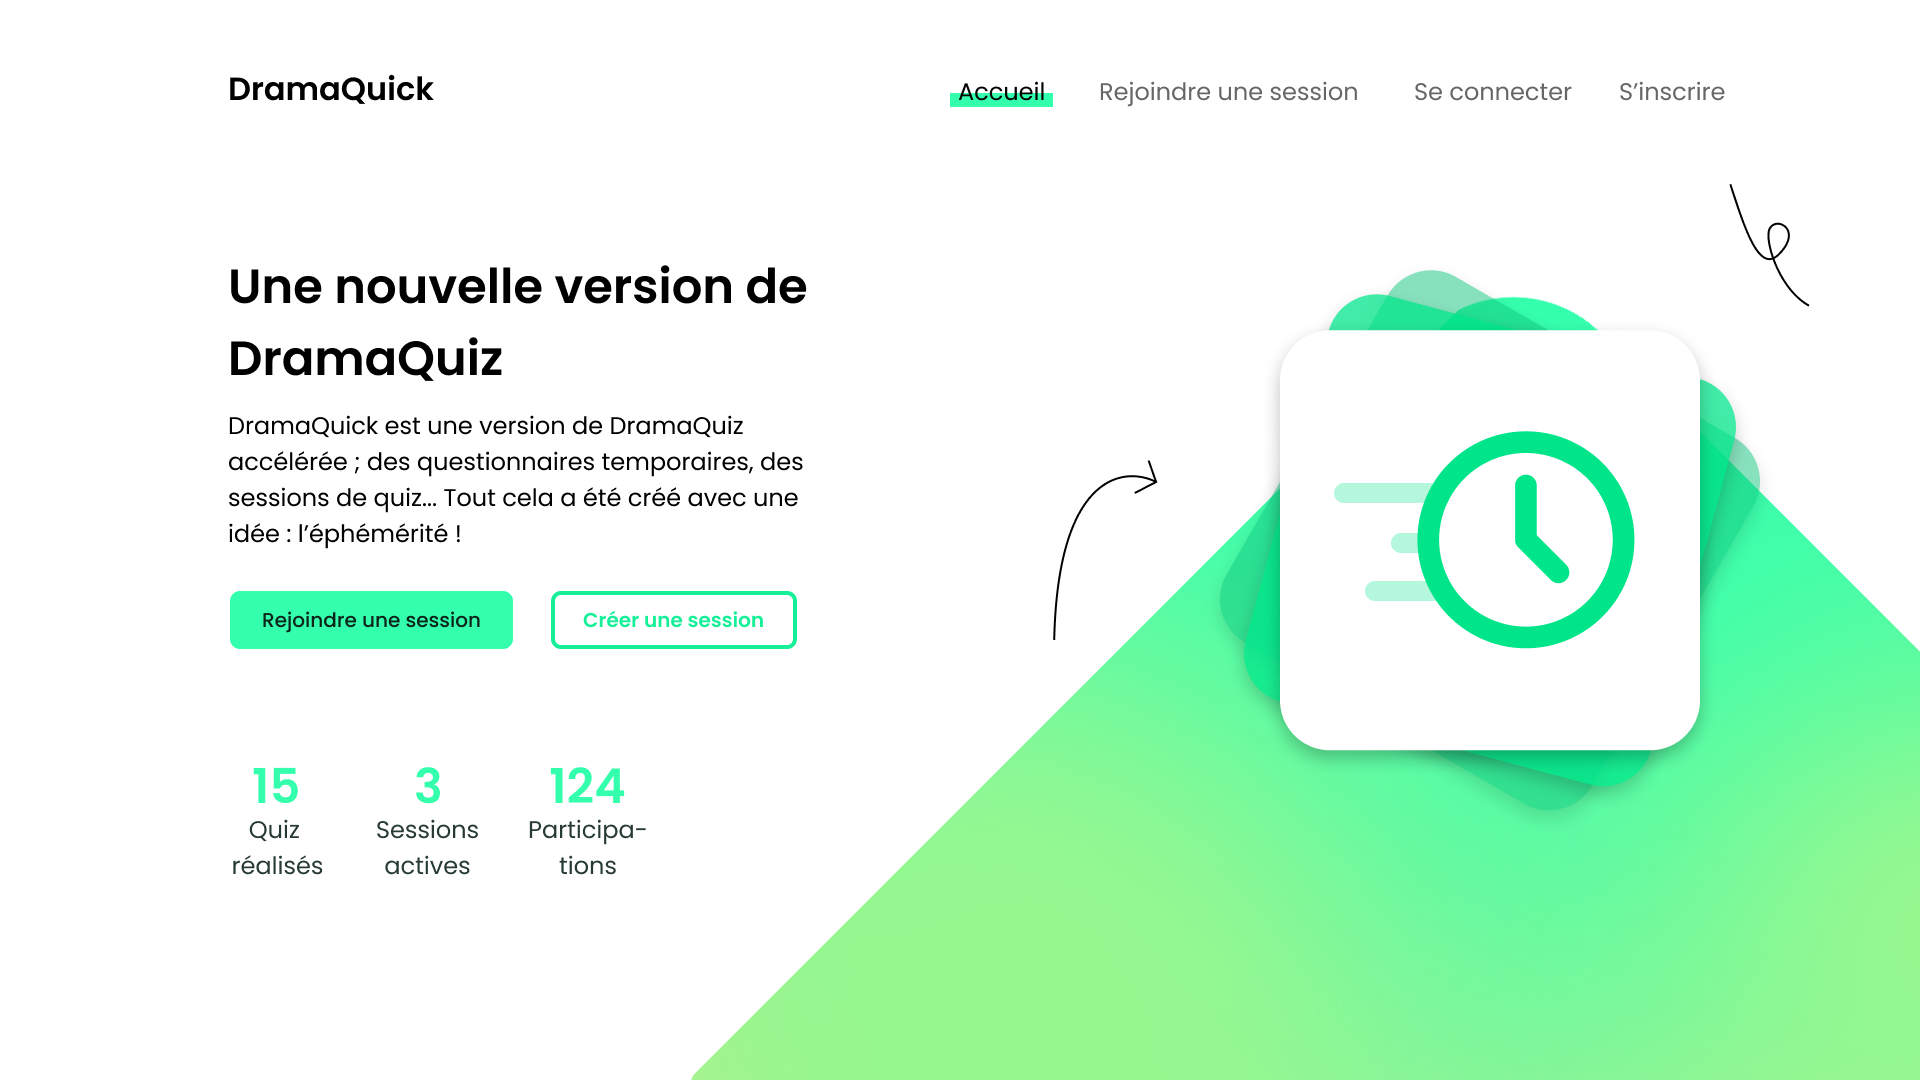 DramaQuick
Accueil Rejoindre une session Se connecter S’inscrire
Une nouvelle version de
DramaQuiz
DramaQuick est une version de DramaQuiz
accélérée ; des questionnaires temporaires, des
sessions de quiz... Tout cela a été créé avec une
idée : l’éphémérité !
Rejoindre une session
Créer une session
15
Quiz
réalisés
3
Sessions
actives
124
Participa-
tions